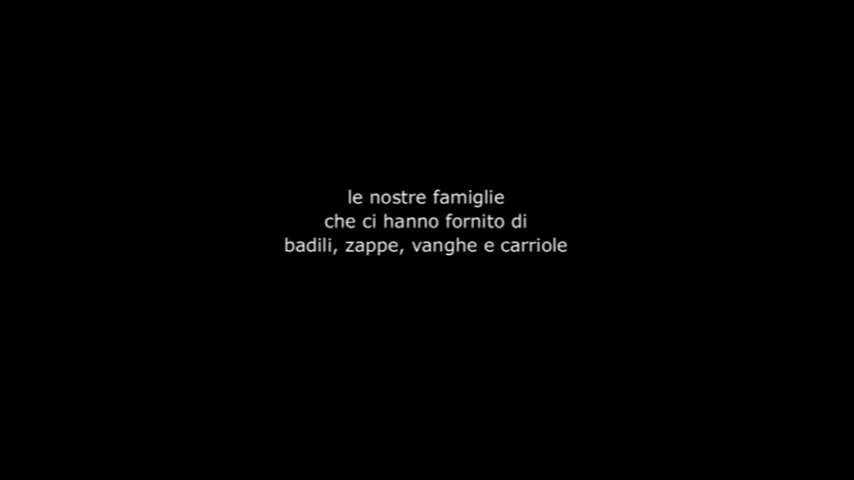 le nostre famiglie
che ci hanno fornito di
badili, zappe, vanghe e carriole